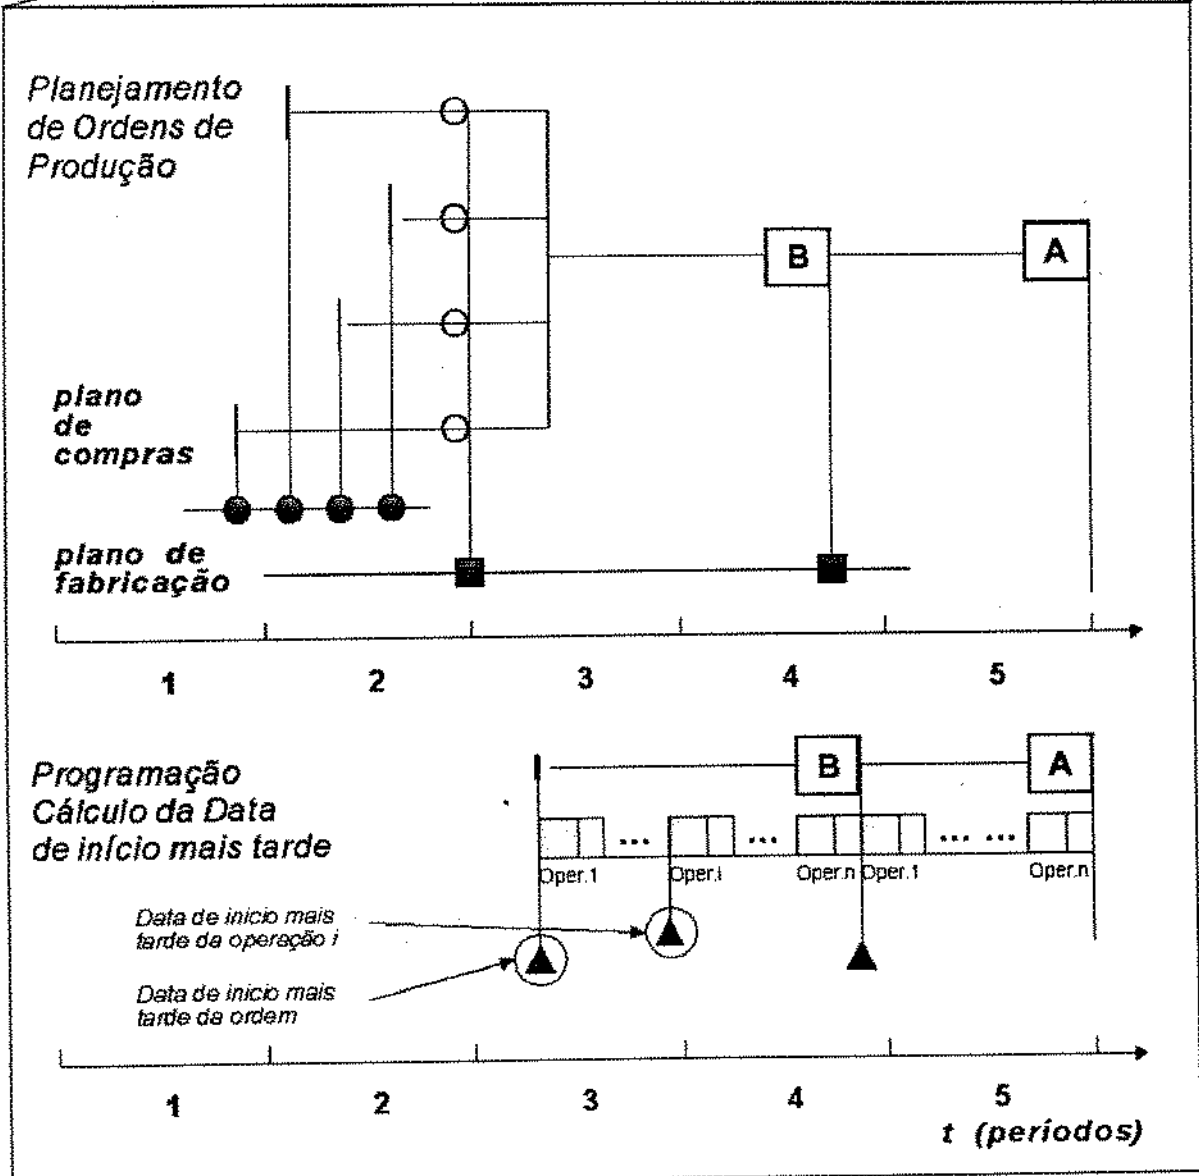 Planejamento
de Ordens de
Produção
B
A
plano
de
compras
plano de
fabricação
1 2 3 4 5
Programação
Cálculo da Data
de início mais tarde
B
A
... ... ... ...
Oper.1 Oper.i Oper.n Oper.1 Oper.n
Data de inicio mais
tarde da operação i
Data de inicio mais
tarde da ordem
1 2 3 4 5
t (períodos)